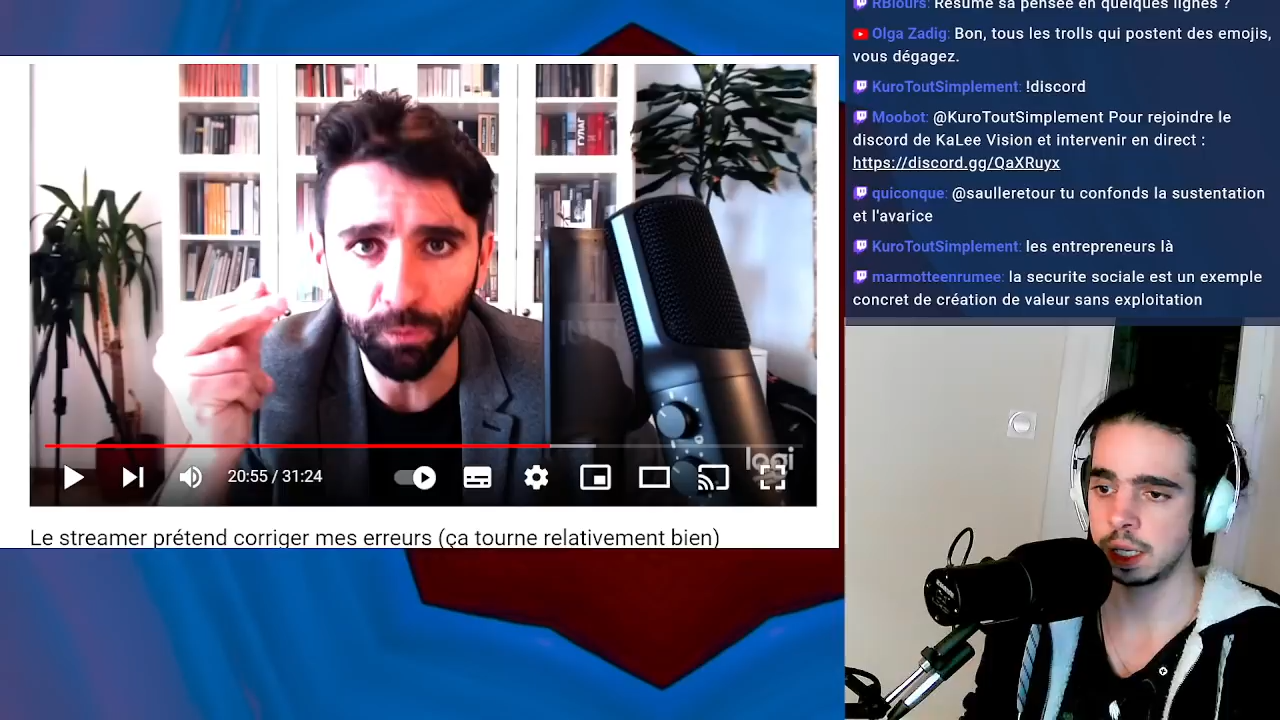 RBlours: Résume sa pensée en quelques lignes ?
Olga Zadig: Bon, tous les trolls qui postent des emojis,
vous dégagez.
KuroToutSimplement: !discord
Moobot: @KuroToutSimplement Pour rejoindre le
discord de KaLee Vision et intervenir en direct :
https://discord.gg/QaXRuyx
quiconque: @saulleretour tu confonds la sustentation
et l'avarice
KuroToutSimplement: les entrepreneurs là
marmotteenrumee: la securite sociale est un exemple
concret de création de valeur sans exploitation
ГУЛАГ
logi
20:55 / 31:24
Le streamer prétend corriger mes erreurs (ça tourne relativement bien)